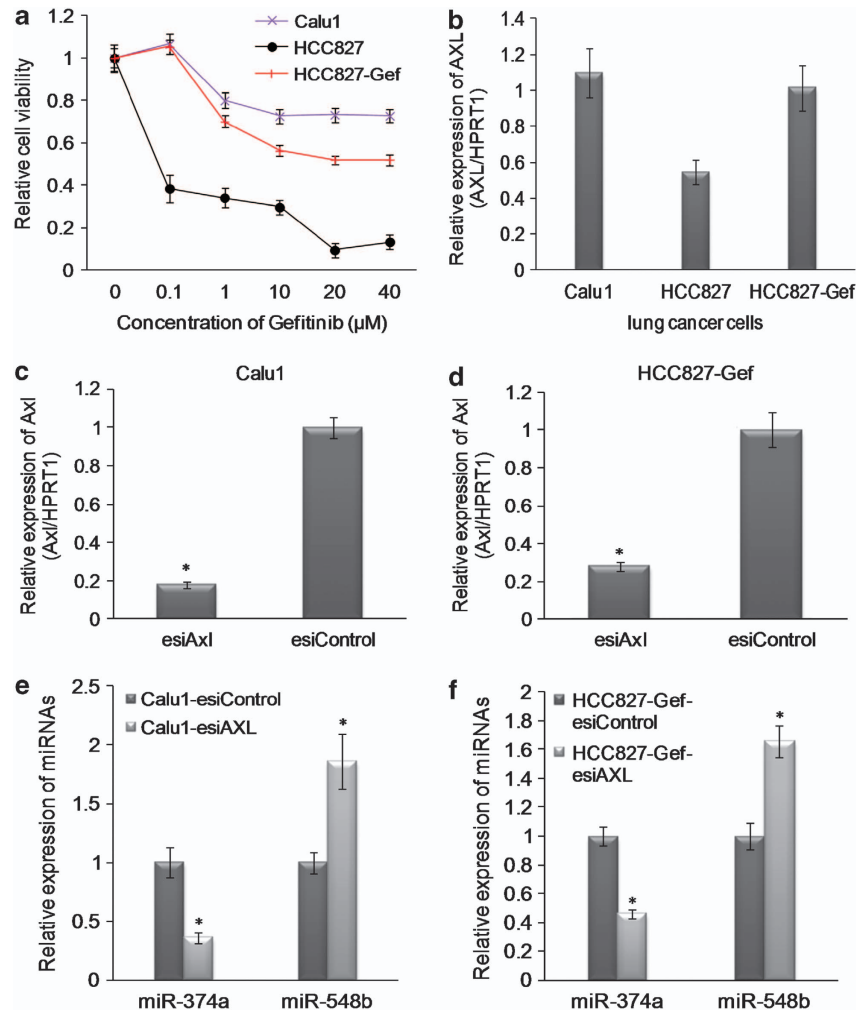 a
1.2
1
0.8
0.6
0.4
0.2
0
Relative cell viability
Calu1
HCC827
HCC827-Gef
0 0.1 1 10 20 40
Concentration of Gefitinib (µM)
b
1.4
1.2
1
0.8
0.6
0.4
0.2
0
Relative expression of AXL
(AXL/HPRT1)
Calu1 HCC827 HCC827-Gef
lung cancer cells
c
Calu1
1.2
1
0.8
0.6
0.4
0.2
0
Relative expression of Axl
(Axl/HPRT1)
*
esiAxl esiControl
d
HCC827-Gef
1.2
1
0.8
0.6
0.4
0.2
0
Relative expression of Axl
(Axl/HPRT1)
*
esiAxl esiControl
e
2.5
2
1.5
1
0.5
0
Relative expression of miRNAs
Calu1-esiControl
Calu1-esiAXL
*
*
miR-374a miR-548b
f
2
1.8
1.6
1.4
1.2
1
0.8
0.6
0.4
0.2
0
Relative expression of miRNAs
HCC827-Gef-
esiControl
HCC827-Gef-
esiAXL
*
*
miR-374a miR-548b